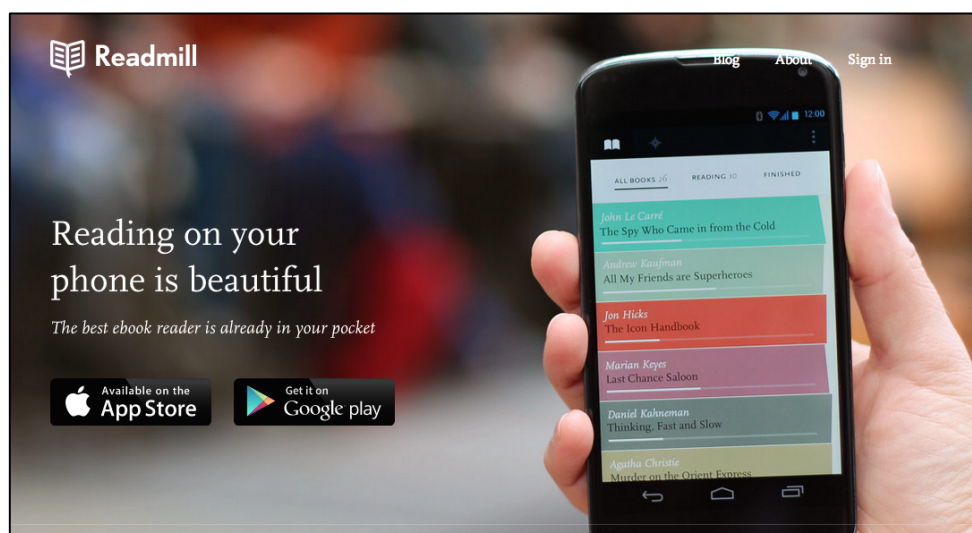 Readmill
Blog About Sign in
Reading on your
phone is beautiful
The best ebook reader is already in your pocket
Available on the
App Store
Get it on
Google play
12:00
ALL BOOKS 26 READING 10 FINISHED
John Le Carré
The Spy Who Came in from the Cold
Andrew Kaufman
All My Friends are Superheroes
Jon Hicks
The Icon Handbook
Marian Keyes
Last Chance Saloon
Daniel Kahneman
Thinking, Fast and Slow
Agatha Christie
Murder on the Orient Express